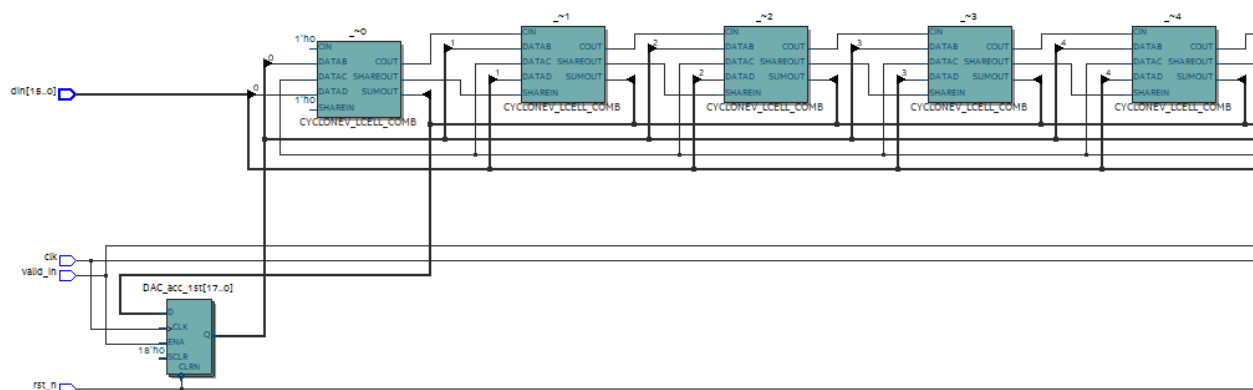 _~0
_~1
_~2
_~3
_~4
1'h0
CIN
DATAB
DATAC
DATAD
SHAREIN
COUT
SHAREOUT
SUMOUT
CYCLONEV_LCELL_COMB
0
0
1'h0
CIN
DATAB
DATAC
DATAD
SHAREIN
COUT
SHAREOUT
SUMOUT
CYCLONEV_LCELL_COMB
1
1
CIN
DATAB
DATAC
DATAD
SHAREIN
COUT
SHAREOUT
SUMOUT
CYCLONEV_LCELL_COMB
2
2
CIN
DATAB
DATAC
DATAD
SHAREIN
COUT
SHAREOUT
SUMOUT
CYCLONEV_LCELL_COMB
3
3
CIN
DATAB
DATAC
DATAD
SHAREIN
COUT
SHAREOUT
SUMOUT
CYCLONEV_LCELL_COMB
4
4
din[15..0]
clk
valid_in
DAC_acc_1st[17..0]
D
CLK
ENA
18'h0
SCLR
CLRN
Q
rst_n